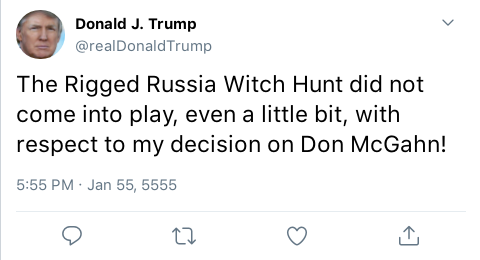 Donald J. Trump
@realDonaldTrump
The Rigged Russia Witch Hunt did not
come into play, even a little bit, with
respect to my decision on Don McGahn!
5:55 PM · Jan 55, 5555